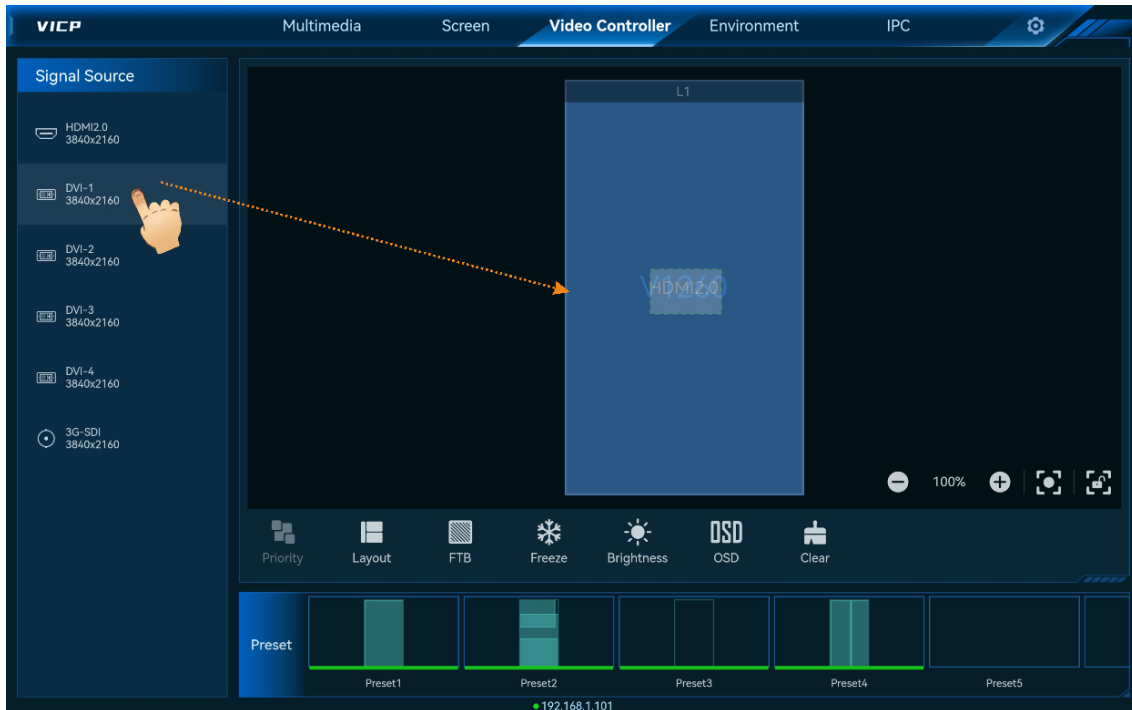 VICP
Multimedia
Screen
Video Controller
Environment
IPC
Signal Source
HDMI2.0
3840x2160
DVI-1
3840x2160
DVI-2
3840x2160
DVI-3
3840x2160
DVI-4
3840x2160
3G-SDI
3840x2160
L1
V1260
HDMI2.0
100%
Priority
Layout
FTB
Freeze
Brightness
OSD
OSD
Clear
Preset
Preset1
Preset2
Preset3
Preset4
Preset5
192.168.1.101